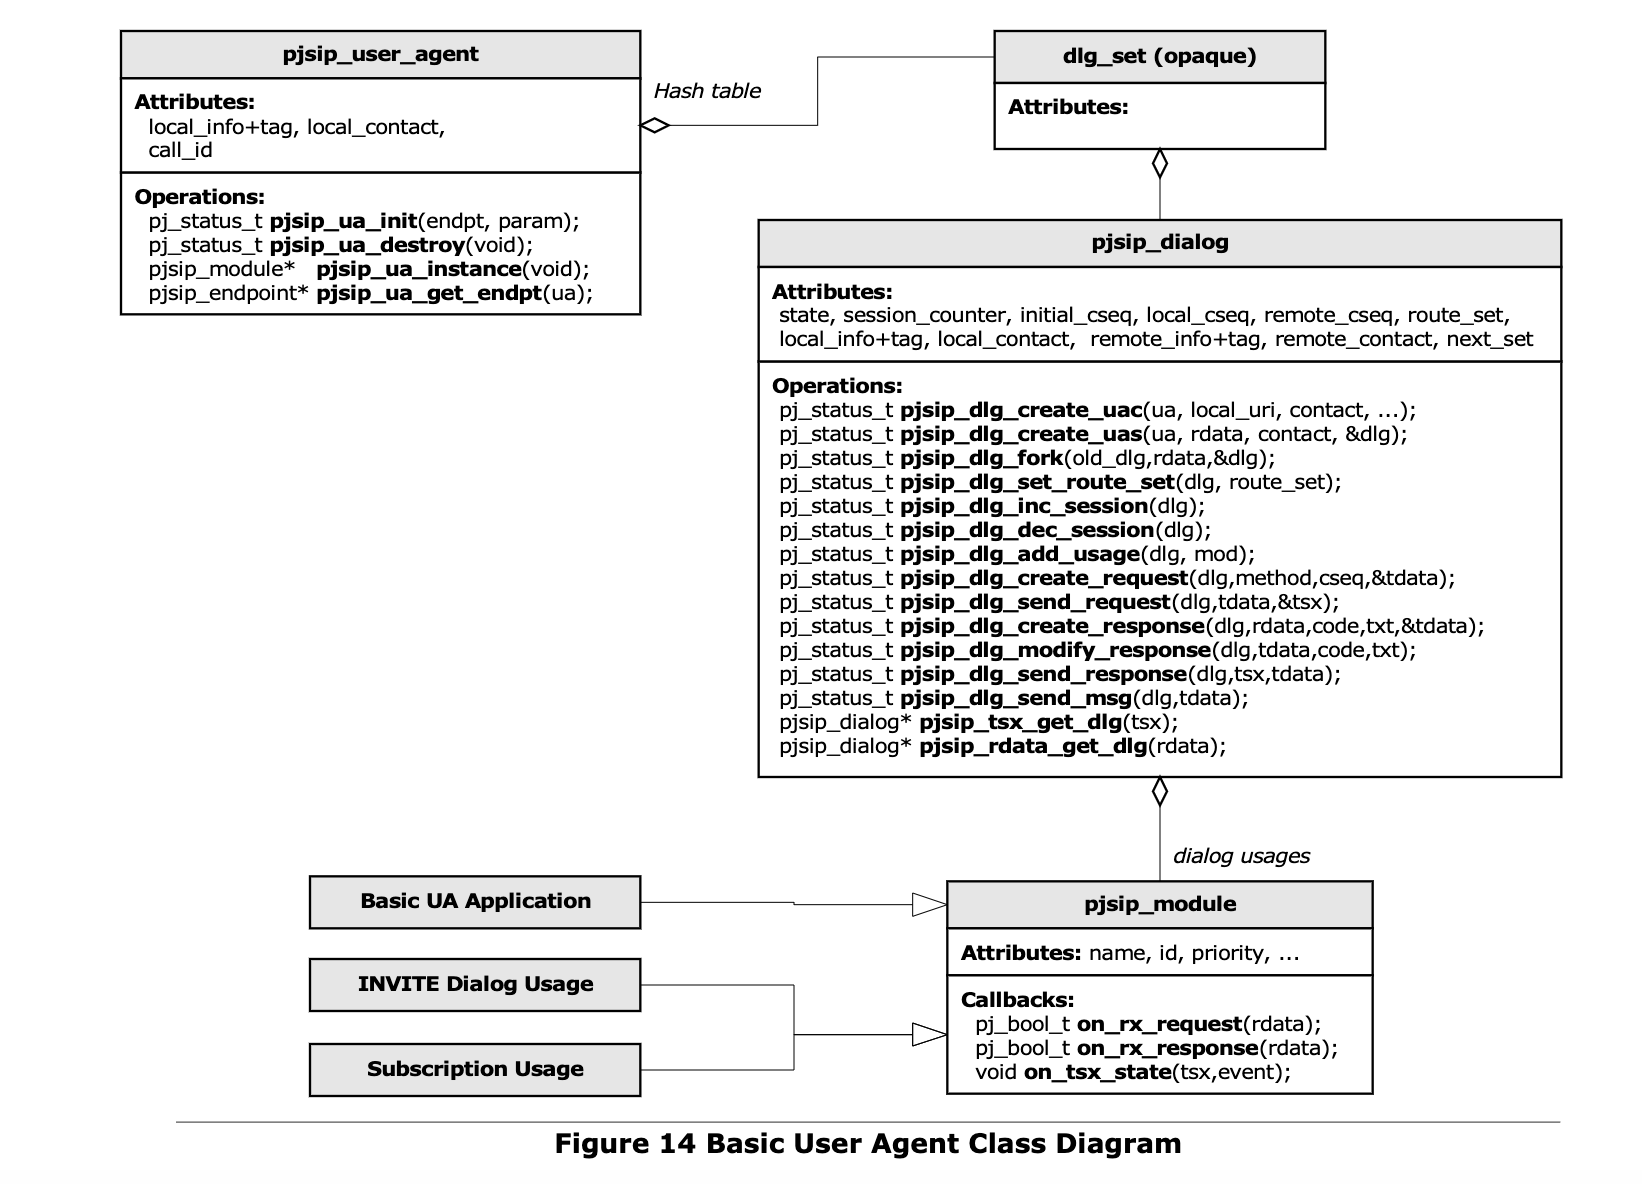 pjsip_user_agent
Attributes:
local_info+tag, local_contact,
call_id
Operations:
pj_status_t pjsip_ua_init(endpt, param);
pj_status_t pjsip_ua_destroy(void);
pjsip_module* pjsip_ua_instance(void);
pjsip_endpoint* pjsip_ua_get_endpt(ua);
Hash table
dlg_set (opaque)
Attributes:
pjsip_dialog
Attributes:
state, session_counter, initial_cseq, local_cseq, remote_cseq, route_set,
local_info+tag, local_contact, remote_info+tag, remote_contact, next_set
Operations:
pj_status_t pjsip_dlg_create_uac(ua, local_uri, contact, ...);
pj_status_t pjsip_dlg_create_uas(ua, rdata, contact, &dlg);
pj_status_t pjsip_dlg_fork(old_dlg,rdata,&dlg);
pj_status_t pjsip_dlg_set_route_set(dlg, route_set);
pj_status_t pjsip_dlg_inc_session(dlg);
pj_status_t pjsip_dlg_dec_session(dlg);
pj_status_t pjsip_dlg_add_usage(dlg, mod);
pj_status_t pjsip_dlg_create_request(dlg,method,cseq,&tdata);
pj_status_t pjsip_dlg_send_request(dlg,tdata,&tsx);
pj_status_t pjsip_dlg_create_response(dlg,rdata,code,txt,&tdata);
pj_status_t pjsip_dlg_modify_response(dlg,tdata,code,txt);
pj_status_t pjsip_dlg_send_response(dlg,tsx,tdata);
pj_status_t pjsip_dlg_send_msg(dlg,tdata);
pjsip_dialog* pjsip_tsx_get_dlg(tsx);
pjsip_dialog* pjsip_rdata_get_dlg(rdata);
dialog usages
Basic UA Application
INVITE Dialog Usage
Subscription Usage
pjsip_module
Attributes: name, id, priority, ...
Callbacks:
pj_bool_t on_rx_request(rdata);
pj_bool_t on_rx_response(rdata);
void on_tsx_state(tsx,event);
Figure 14 Basic User Agent Class Diagram